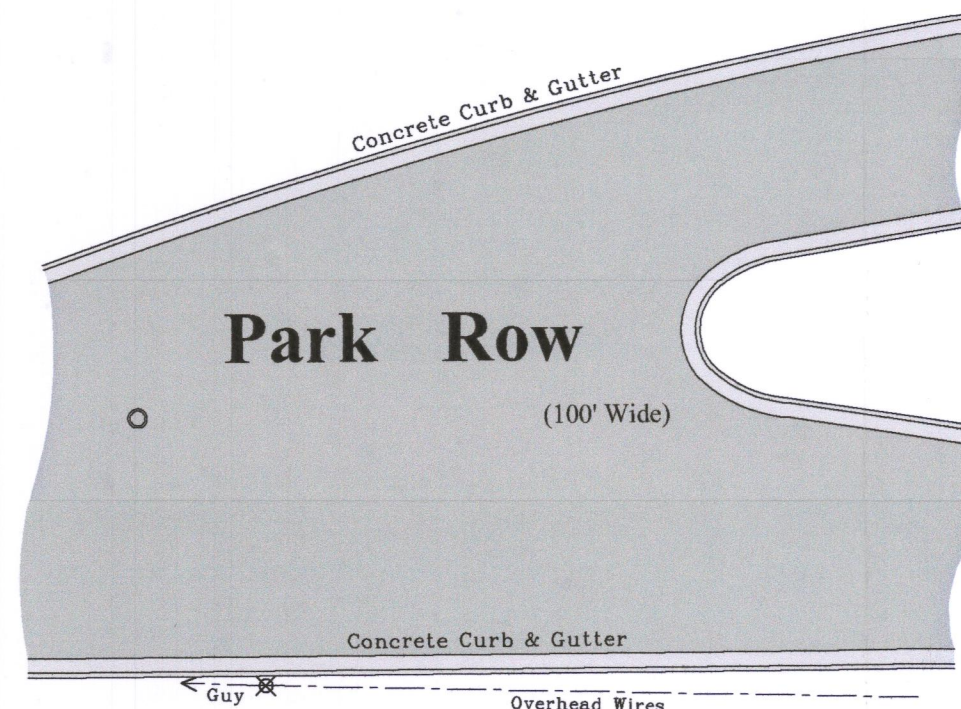 Concrete Curb & Gutter
Park Row
(100' Wide)
Concrete Curb & Gutter
Guy
Overhead Wires